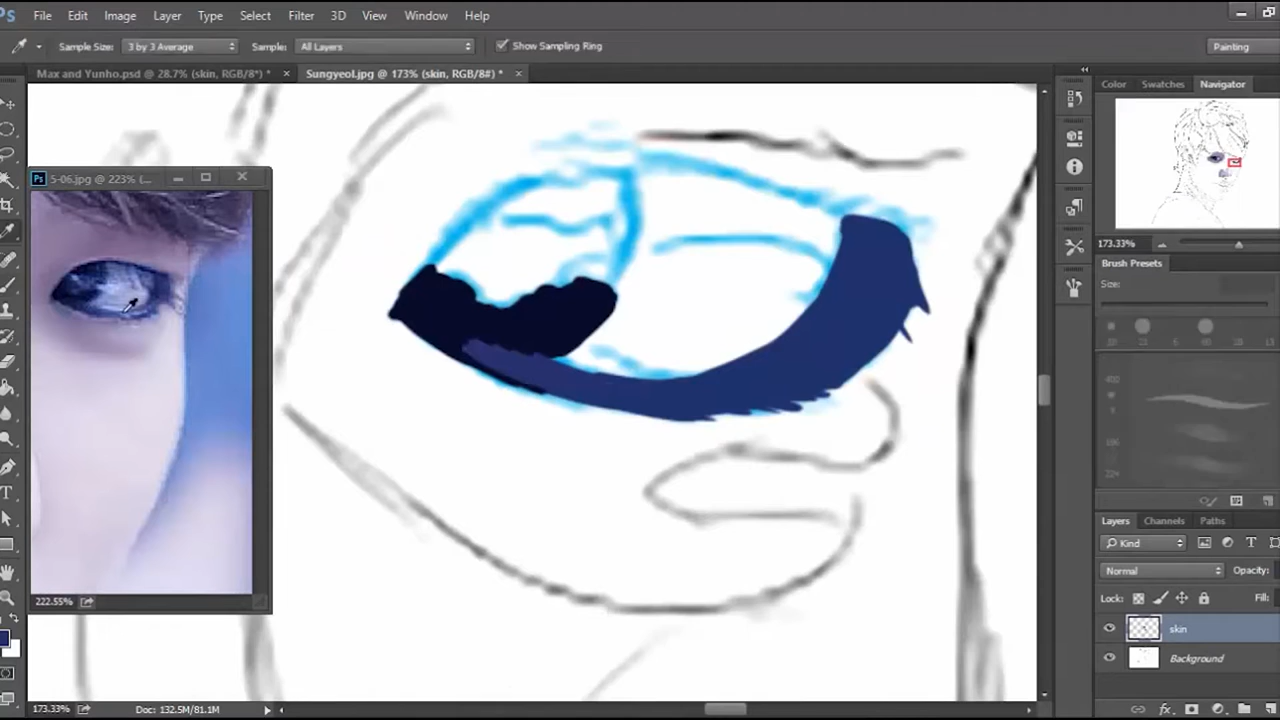 Ps File Edit Image Layer Type Select Filter 3D View Window Help
Sample Size: 3 by 3 Average Sample: All Layers Show Sampling Ring Painting
Max and Yunho.psd @ 28.7% (skin, RGB/8*) * × Sungyeol.jpg @ 173% (skin, RGB/8#) * ×
Color Swatches Navigator
Ps 5-06.jpg @ 223% (...
173.33%
Brush Presets
Size:
400
Layers Channels Paths
Kind
Normal Opacity:
Lock: Fill:
222.55%
skin
Background
173.33% Doc: 132.5M/81.1M